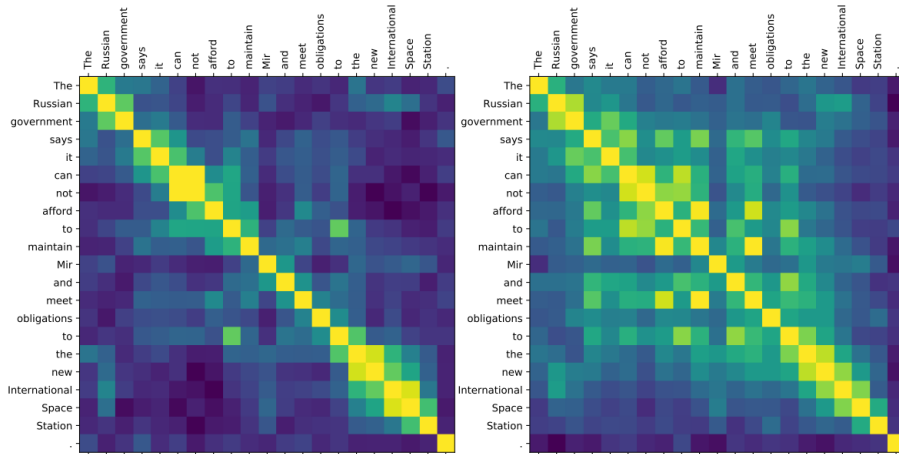 The Russian government says it can not afford to maintain Mir and meet obligations to the new International Space Station .
The Russian government says it can not afford to maintain Mir and meet obligations to the new International Space Station .
The
Russian
government
says
it
can
not
afford
to
maintain
Mir
and
meet
obligations
to
the
new
International
Space
Station
.
The
Russian
government
says
it
can
not
afford
to
maintain
Mir
and
meet
obligations
to
the
new
International
Space
Station
.